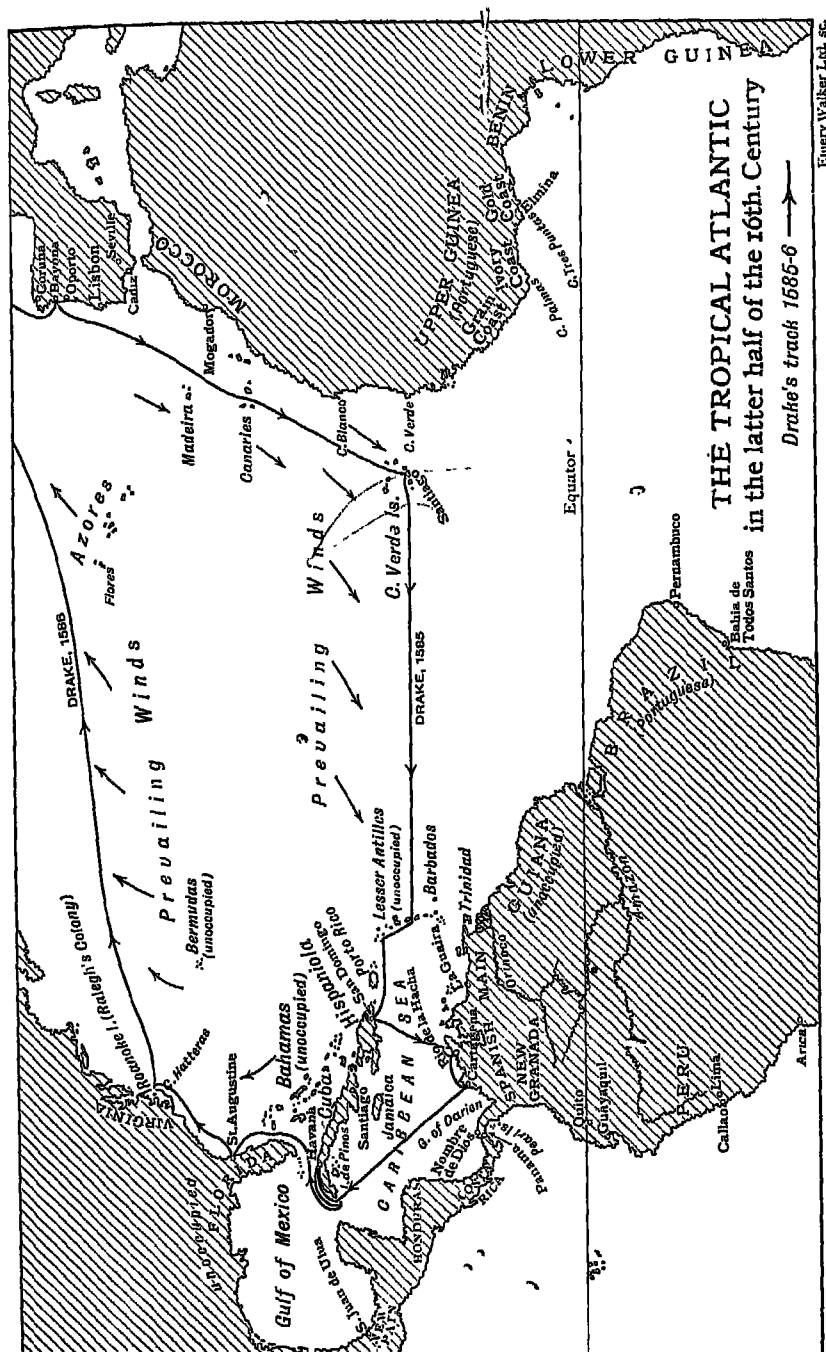 THE TROPICAL ATLANTIC
in the latter half of the 16th. Century
Drake's track 1585-6
Emery Walker Ltd. sc.
unoccupied
VIRGINIA
Roanoke I. (Ralegh's Colony)
C. Hatteras
FLORIDA
St. Augustine
Gulf of Mexico
S. Juan de Ulua
NEW
SPAIN
Bahamas
(unoccupied)
Havana
Cuba
I. de Pinos
Santiago
Jamaica
Hispaniola
San Domingo
Porto Rico
Bermudas
(unoccupied)
Prevailing Winds
DRAKE, 1586
Azores
Flores
Coruna
Bayona
Oporto
Lisbon
Seville
Cadiz
MOROCCO
Mogador
Madeira
Canaries
C. Blanco
C. Verde
Santiago
C. Verde Is.
Prevailing Winds
DRAKE, 1585
Lesser Antilles
(unoccupied)
Barbados
Trinidad
CARIBBEAN SEA
HONDURAS
COSTA
RICA
Nombre
de Dios
Panama
Pearl Is.
G. of Darien
Cartagena
Rio
de la Hacha
La Guaira
SPANISH MAIN
NEW
GRANADA
Orinoco
GUIANA
(unoccupied)
Amazon
Quito
Guayaquil
PERU
Callao
Lima
Arica
BRAZIL
(Portuguese)
Pernambuco
Bahia de
Todos Santos
Equator
UPPER GUINEA
(Portuguese)
Grain
Coast
Ivory
Coast
Gold
Coast
BENIN
LOWER GUINEA
C. Palmas
C. Tres Puntas
Elmina